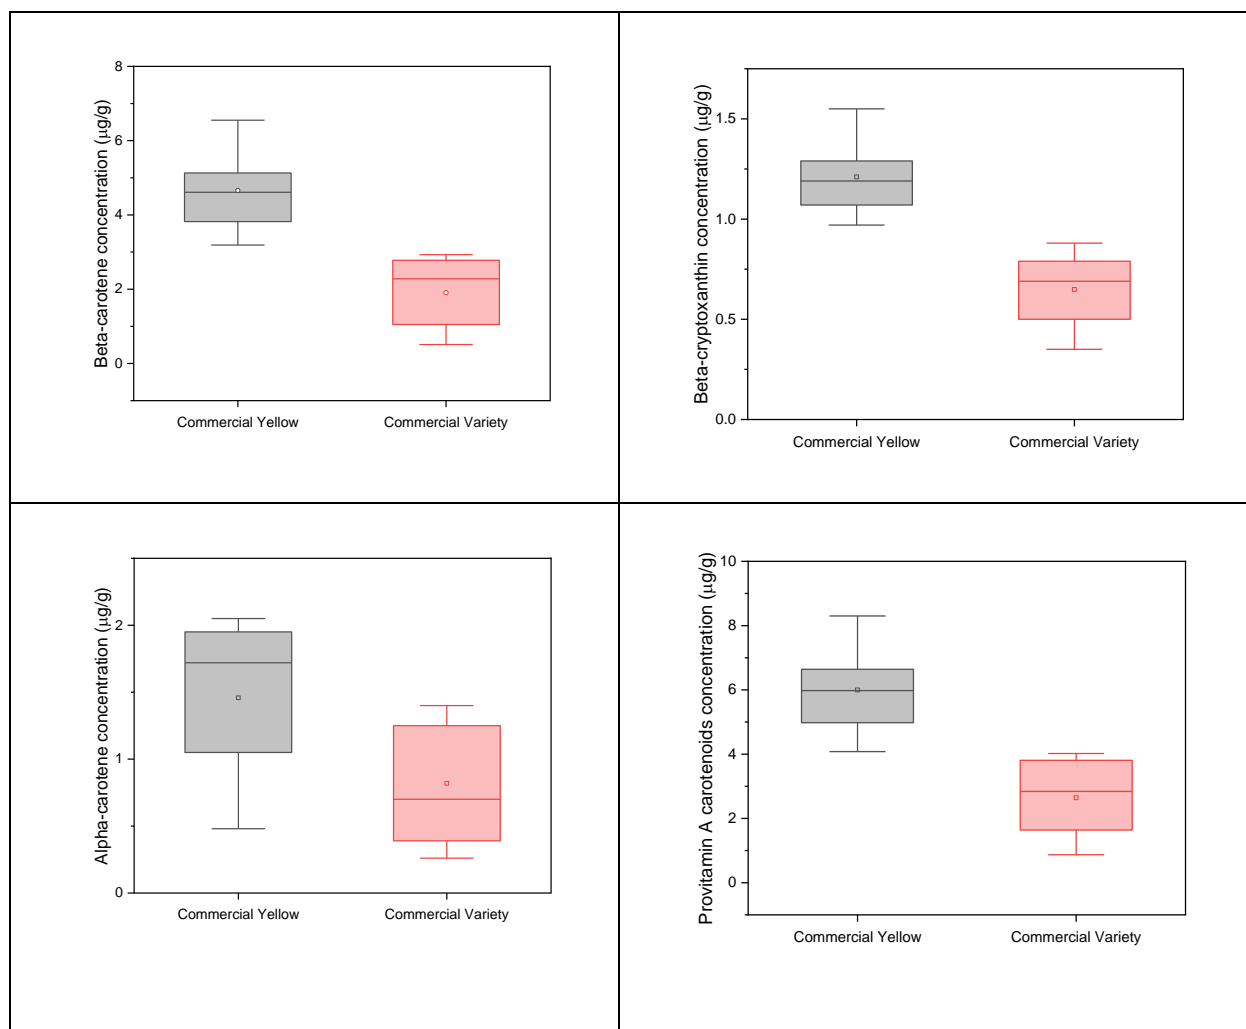 Beta-carotene concentration (μg/g)
8
6
4
2
0
Commercial Yellow
Commercial Variety
Beta-cryptoxanthin concentration (μg/g)
1.5
1.0
0.5
0.0
Commercial Yellow
Commercial Variety
Alpha-carotene concentration (μg/g)
2
1
0
Commercial Yellow
Commercial Variety
Provitamin A carotenoids concentration (μg/g)
10
8
6
4
2
0
Commercial Yellow
Commercial Variety